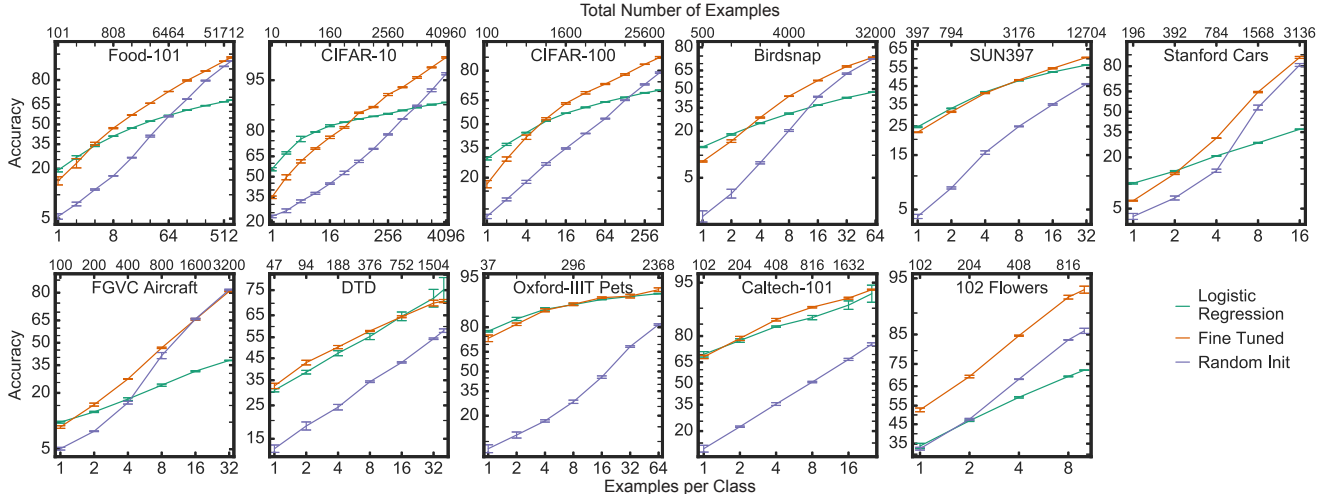 Total Number of Examples
101 808 6464 51712
10 160 2560 40960
100 1600 25600
500 4000 32000
397 794 3176 12704
196 392 784 1568 3136
Food-101
CIFAR-10
CIFAR-100
Birdsnap
SUN397
Stanford Cars
Accuracy
80 65 50 35 20 5
95 80 65 50 35 20
80 65 50 35 20
80 65 50 35 20 5
65 55 45 35 25 15 5
80 65 50 35 20 5
1 8 64 512
1 16 256 4096
1 4 16 64 256
1 2 4 8 16 32 64
1 2 4 8 16 32
1 2 4 8 16
100 200 400 800 1600 3200
47 94 188 376 752 1504
37 296 2368
102 204 408 816 1632
102 204 408 816
FGVC Aircraft
DTD
Oxford-IIIT Pets
Caltech-101
102 Flowers
Accuracy
80 65 50 35 20 5
75 65 55 45 35 25 15
95 80 65 50 35 20
80 65 50 35 20
95 85 75 65 55 45 35
1 2 4 8 16 32
1 2 4 8 16 32
1 2 4 8 16 32 64
1 2 4 8 16
1 2 4 8
Examples per Class
Logistic
Regression
Fine Tuned
Random Init